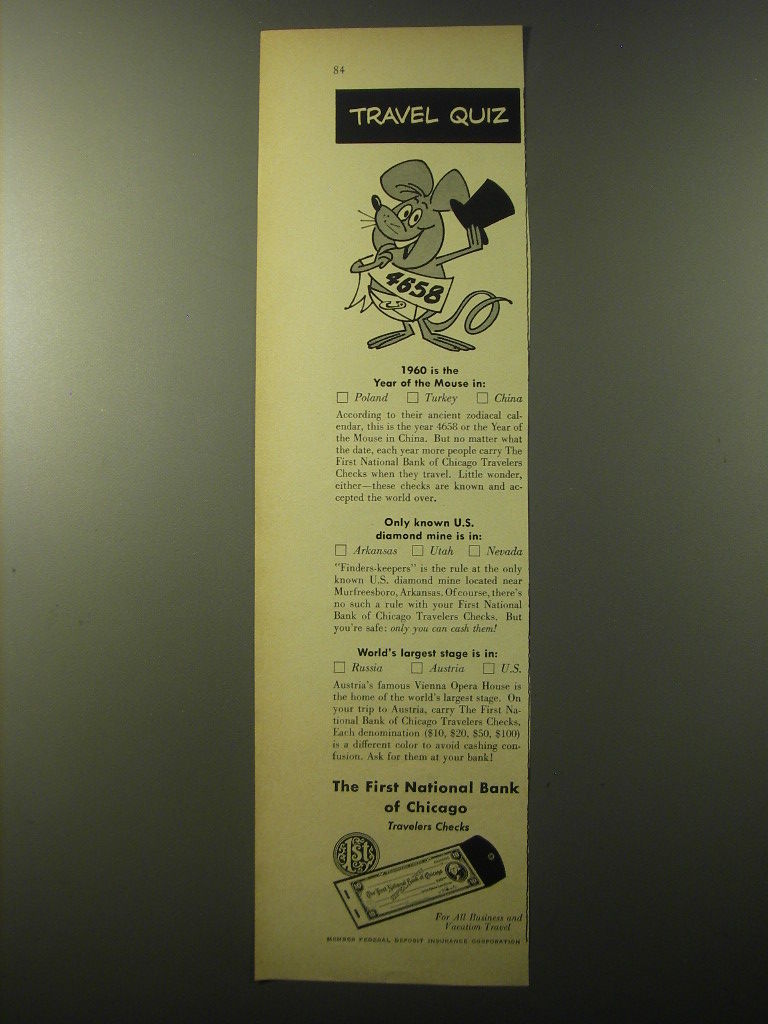 84
TRAVEL QUIZ
4658
1960 is the
Year of the Mouse in:
☐ Poland ☐ Turkey ☐ China
According to their ancient zodiacal cal-
endar, this is the year 4658 or the Year of
the Mouse in China. But no matter what
the date, each year more people carry The
First National Bank of Chicago Travelers
Checks when they travel. Little wonder,
either—these checks are known and ac-
cepted the world over.
Only known U.S.
diamond mine is in:
☐ Arkansas ☐ Utah ☐ Nevada
"Finders-keepers" is the rule at the only
known U.S. diamond mine located near
Murfreesboro, Arkansas. Of course, there's
no such a rule with your First National
Bank of Chicago Travelers Checks. But
you're safe: only you can cash them!
World's largest stage is in:
☐ Russia ☐ Austria ☐ U.S.
Austria's famous Vienna Opera House is
the home of the world's largest stage. On
your trip to Austria, carry The First Na-
tional Bank of Chicago Travelers Checks.
Each denomination ($10, $20, $50, $100)
is a different color to avoid cashing con-
fusion. Ask for them at your bank!
The First National Bank
of Chicago
Travelers Checks
1st
The First National Bank of Chicago
For All Business and
Vacation Travel
MEMBER FEDERAL DEPOSIT INSURANCE CORPORATION